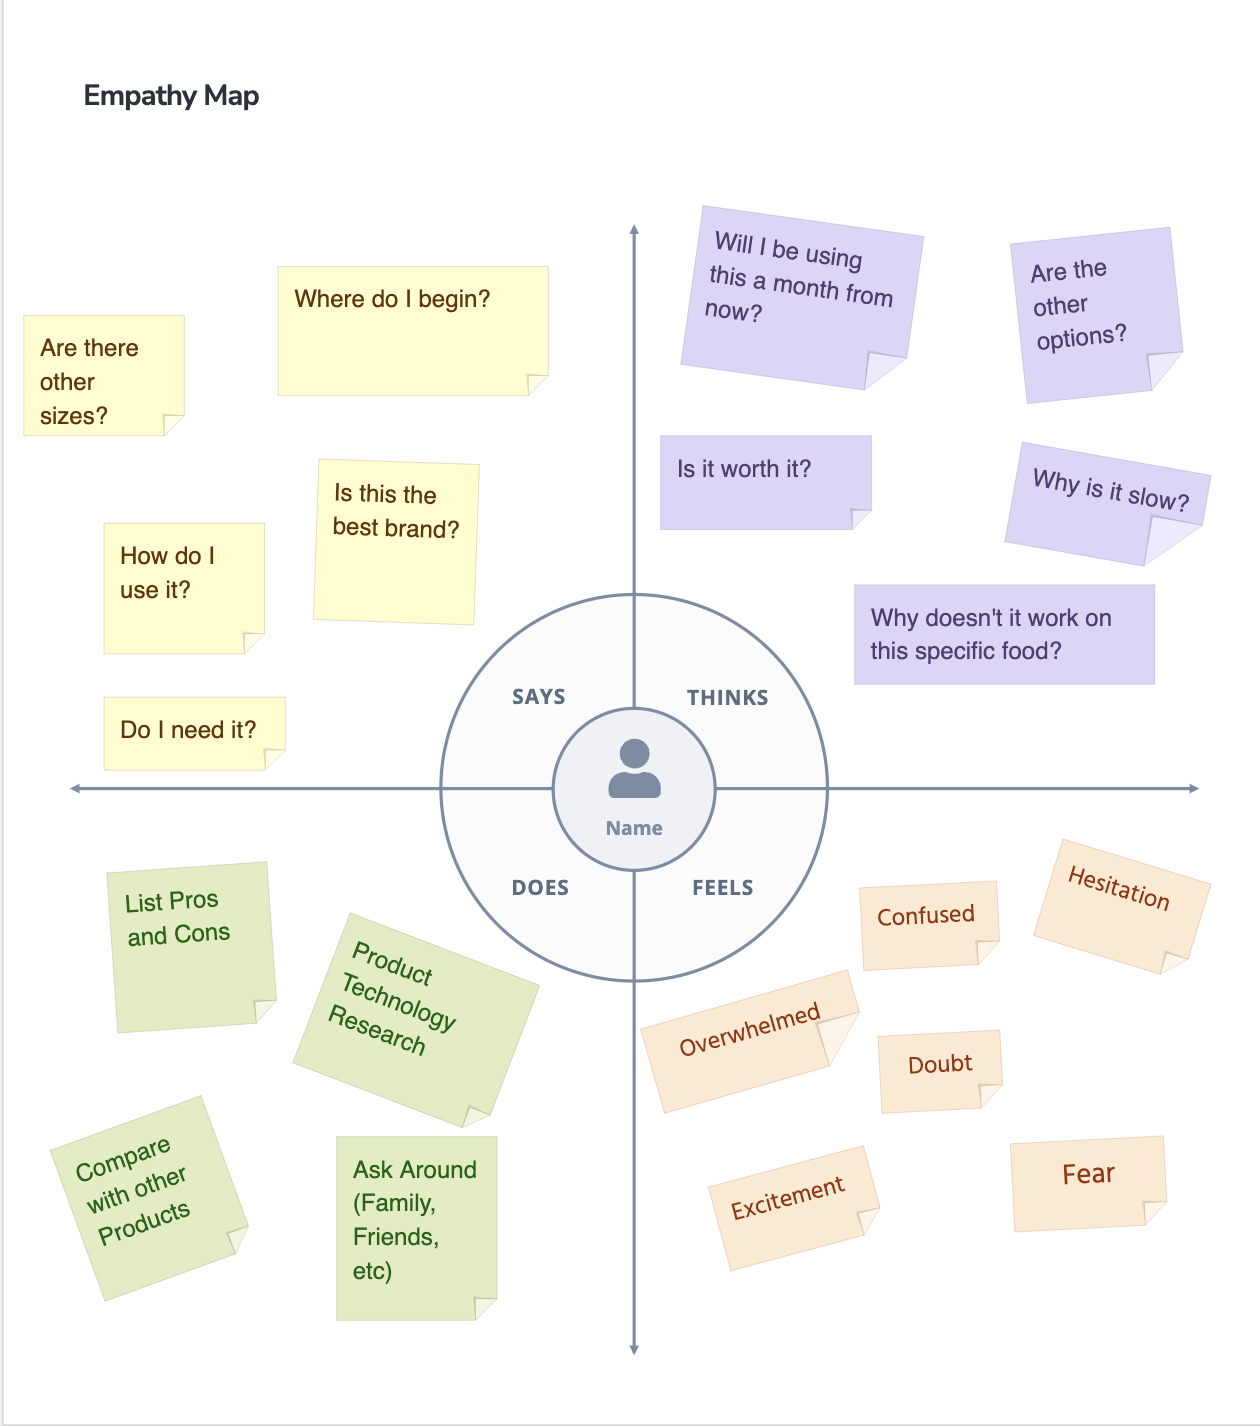 Empathy Map
Where do I begin?
Are there
other
sizes?
Is this the
best brand?
How do I
use it?
Do I need it?
Will I be using
this a month from
now?
Are the
other
options?
Is it worth it?
Why is it slow?
Why doesn't it work on
this specific food?
SAYS
THINKS
Name
DOES
FEELS
List Pros
and Cons
Product
Technology
Research
Compare
with other
Products
Ask Around
(Family,
Friends,
etc)
Confused
Hesitation
Overwhelmed
Doubt
Excitement
Fear